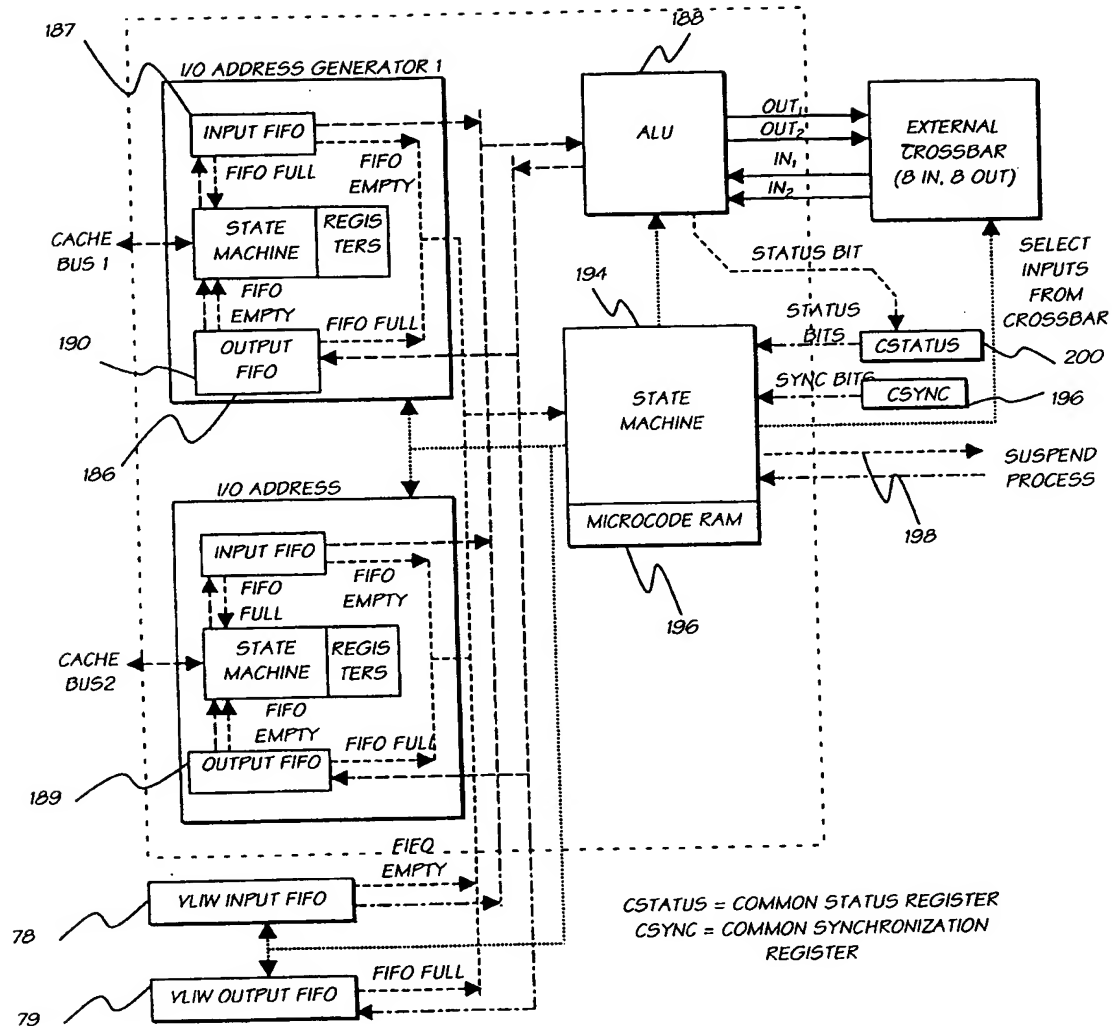 187
188
I/O ADDRESS GENERATOR 1
INPUT FIFO
FIFO FULL
FIFO
EMPTY
STATE
MACHINE
REGIS
TERS
CACHE
BUS 1
FIFO
EMPTY
FIFO FULL
OUTPUT
FIFO
190
186
ALU
OUT1
OUT2
IN1
IN2
EXTERNAL
CROSSBAR
(8 IN, 8 OUT)
STATUS BIT
SELECT
INPUTS
FROM
CROSSBAR
194
STATUS
BITS
CSTATUS
200
SYNC BITS
CSYNC
196
STATE
MACHINE
SUSPEND
PROCESS
198
MICROCODE RAM
196
I/O ADDRESS
INPUT FIFO
FIFO
FULL
FIFO
EMPTY
STATE
MACHINE
REGIS
TERS
CACHE
BUS2
FIFO
EMPTY
FIFO FULL
OUTPUT FIFO
189
FIFO
EMPTY
VLIW INPUT FIFO
78
FIFO FULL
VLIW OUTPUT FIFO
79
CSTATUS = COMMON STATUS REGISTER
CSYNC = COMMON SYNCHRONIZATION
REGISTER